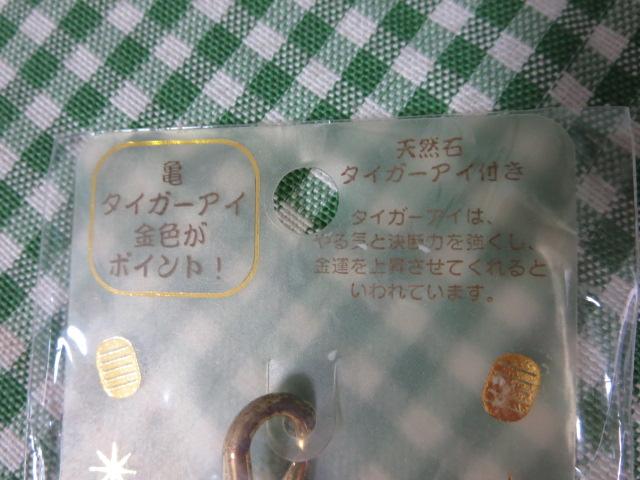 亀
タイガーアイ
金色が
ポイント！
天然石
タイガーアイ付き
タイガーアイは、
やる気と決断力を強くし、
金運を上昇させてくれると
いわれています。